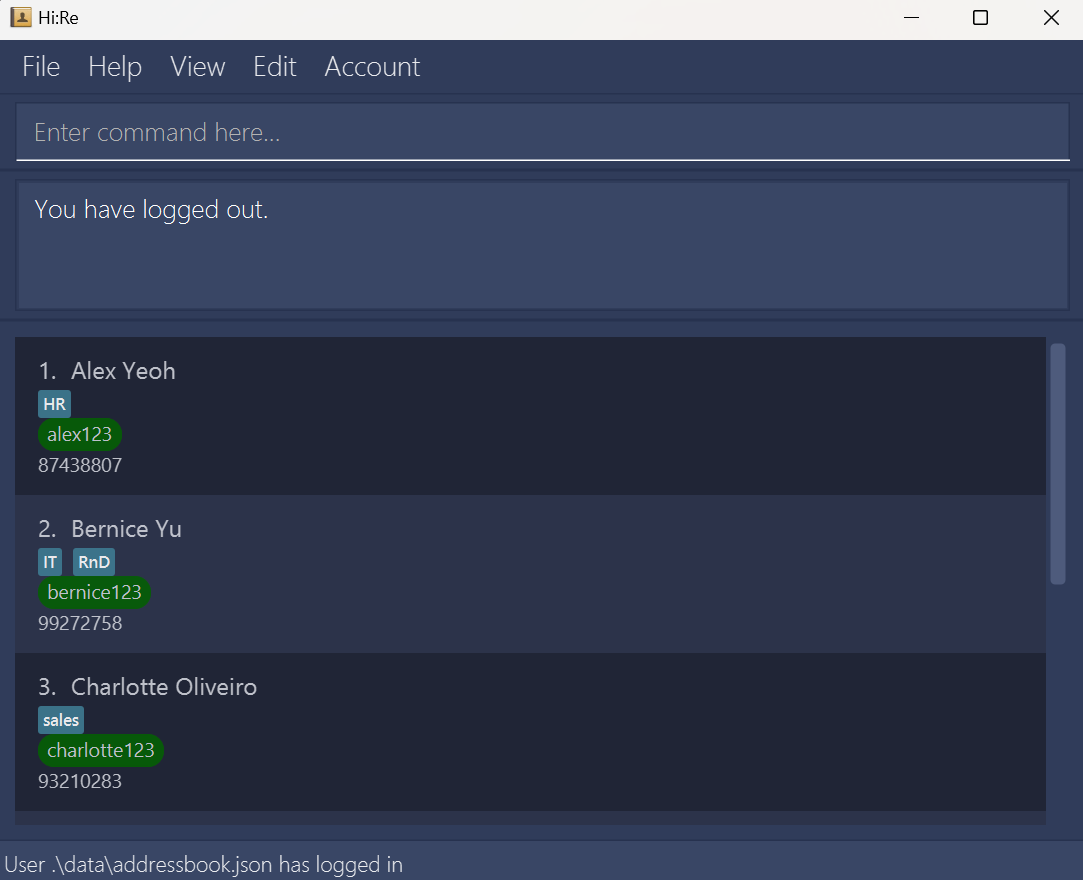 Hi:Re
File Help View Edit Account
Enter command here...
You have logged out.
1. Alex Yeoh
HR
alex123
87438807
2. Bernice Yu
IT RnD
bernice123
99272758
3. Charlotte Oliveiro
sales
charlotte123
93210283
User .\data\addressbook.json has logged in